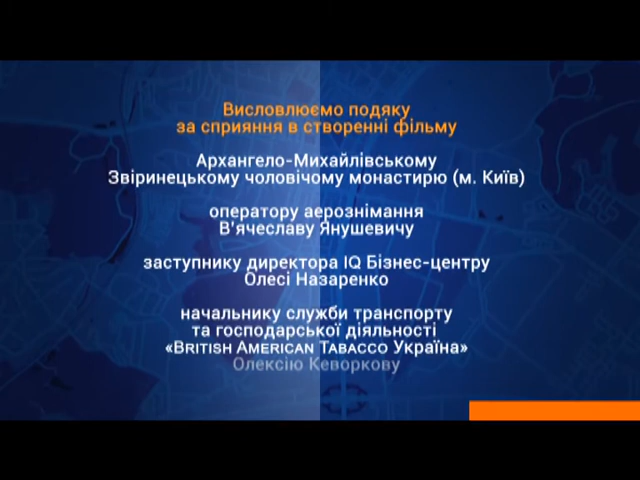 Висловлюємо подяку
за сприяння в створенні фільму
Архангело-Михайлівському
Звіринецькому чоловічому монастирю (м. Київ)
оператору аерознімання
В'ячеславу Янушевичу
заступнику директора IQ Бізнес-центру
Олесі Назаренко
начальнику служби транспорту
та господарської діяльності
«British American Tabacco Україна»
Олексію Кеворкову